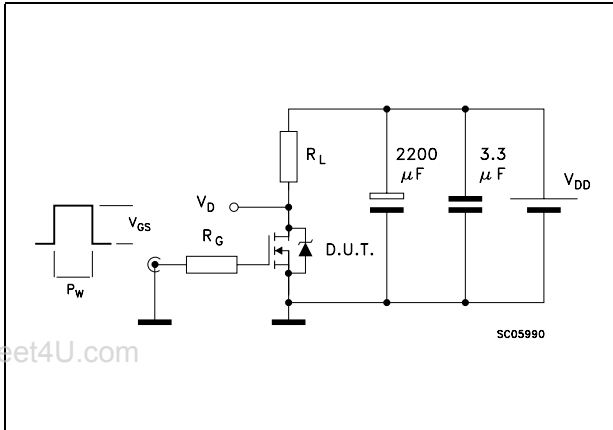 R_L
2200
μF
3.3
μF
V_DD
V_D
V_GS
R_G
D.U.T.
P_W
SC05990
eet4U.com